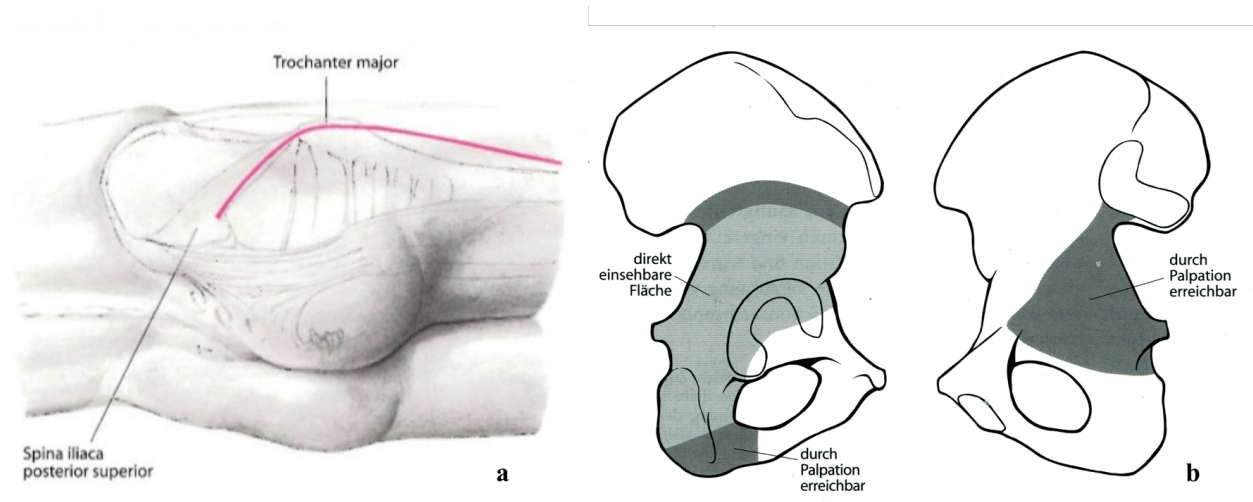 Trochanter major
Spina iliaca
posterior superior
a
direkt
einsehbare
Fläche
durch
Palpation
erreichbar
durch
Palpation
erreichbar
b